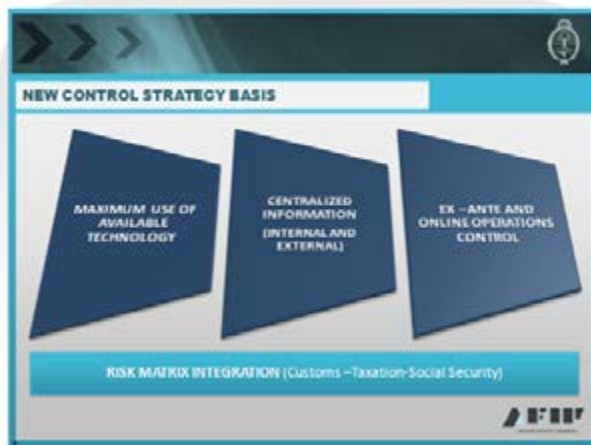 NEW CONTROL STRATEGY BASIS
MAXIMUM USE OF
AVAILABLE
TECHNOLOGY
CENTRALIZED
INFORMATION
(INTERNAL AND
EXTERNAL)
EX –ANTE AND
ONLINE OPERATIONS
CONTROL
RISK MATRIX INTEGRATION (Customs –Taxation-Social Security)
AFIP